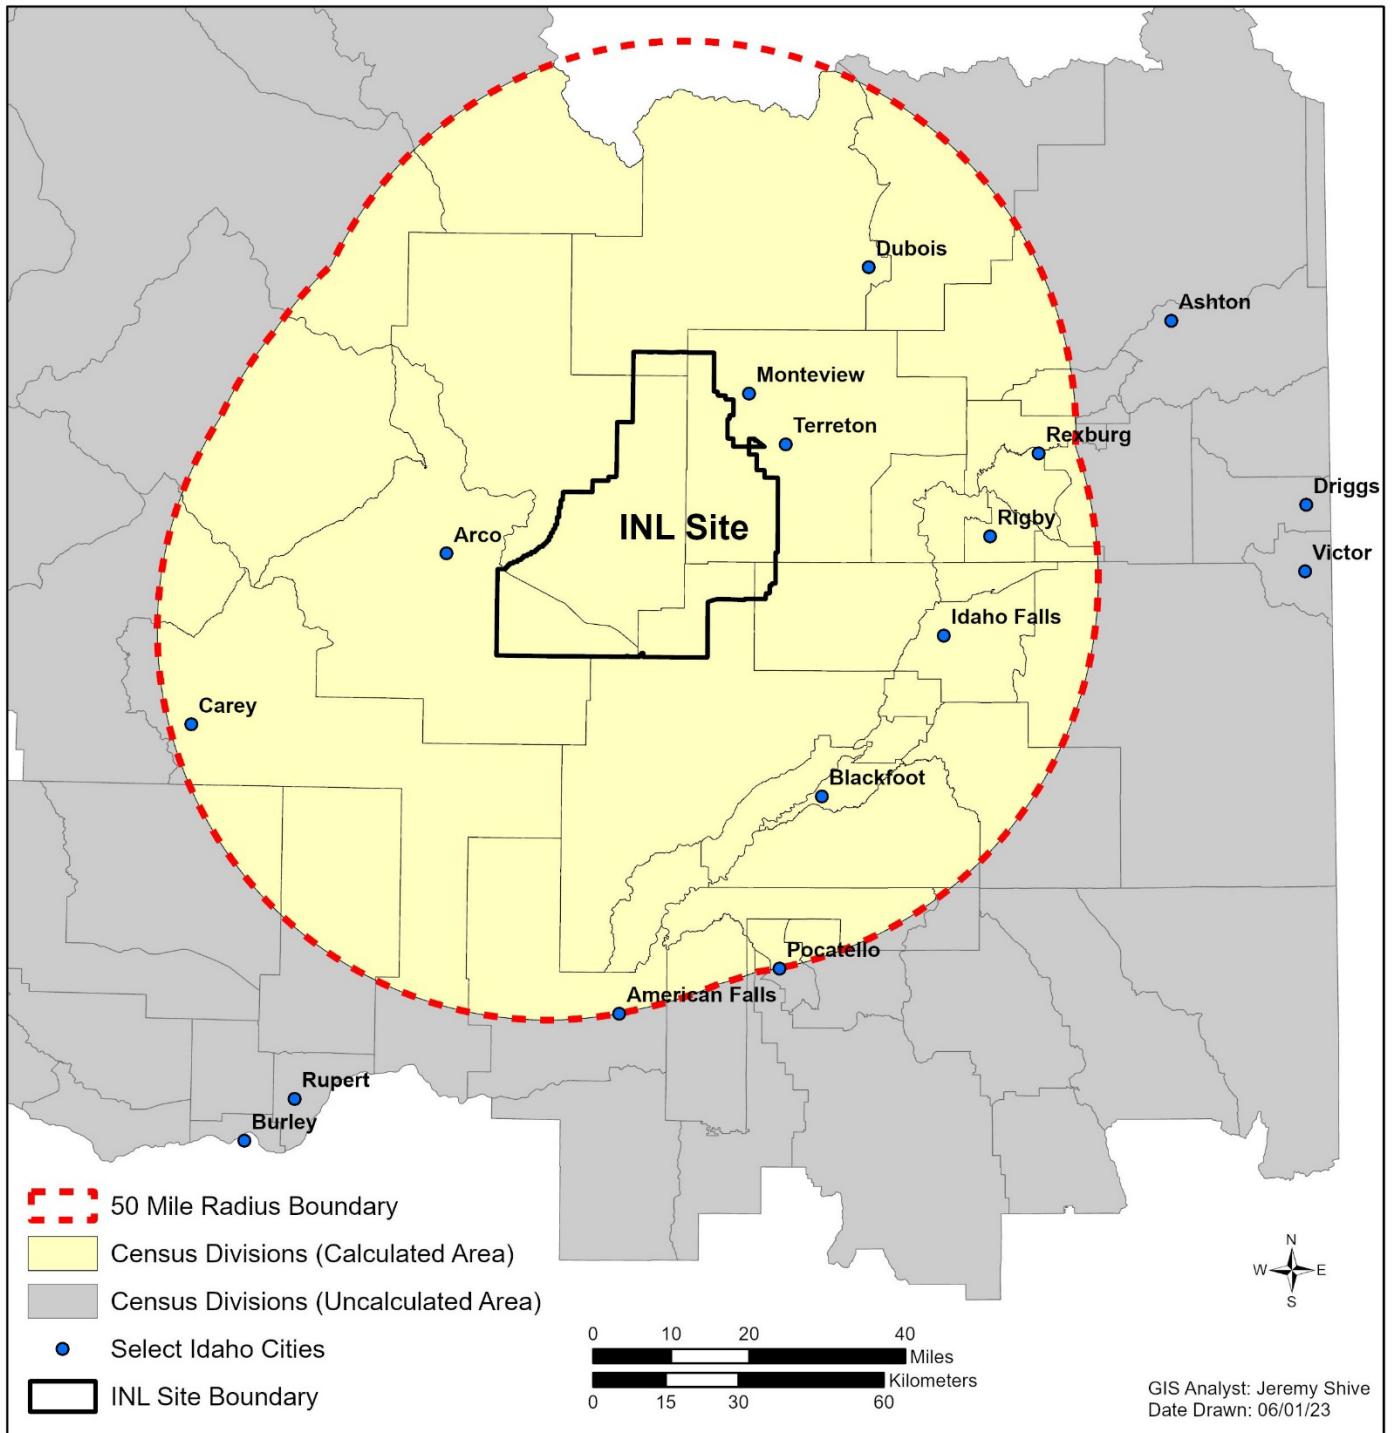 Dubois
Ashton
Monteview
Terreton
Rexburg
Driggs
Rigby
INL Site
Arco
Victor
Idaho Falls
Carey
Blackfoot
Pocatello
American Falls
Rupert
Burley
50 Mile Radius Boundary
Census Divisions (Calculated Area)
Census Divisions (Uncalculated Area)
Select Idaho Cities
INL Site Boundary
0 10 20 40
Miles
Kilometers
0 15 30 60
N
W E
S
GIS Analyst: Jeremy Shive
Date Drawn: 06/01/23